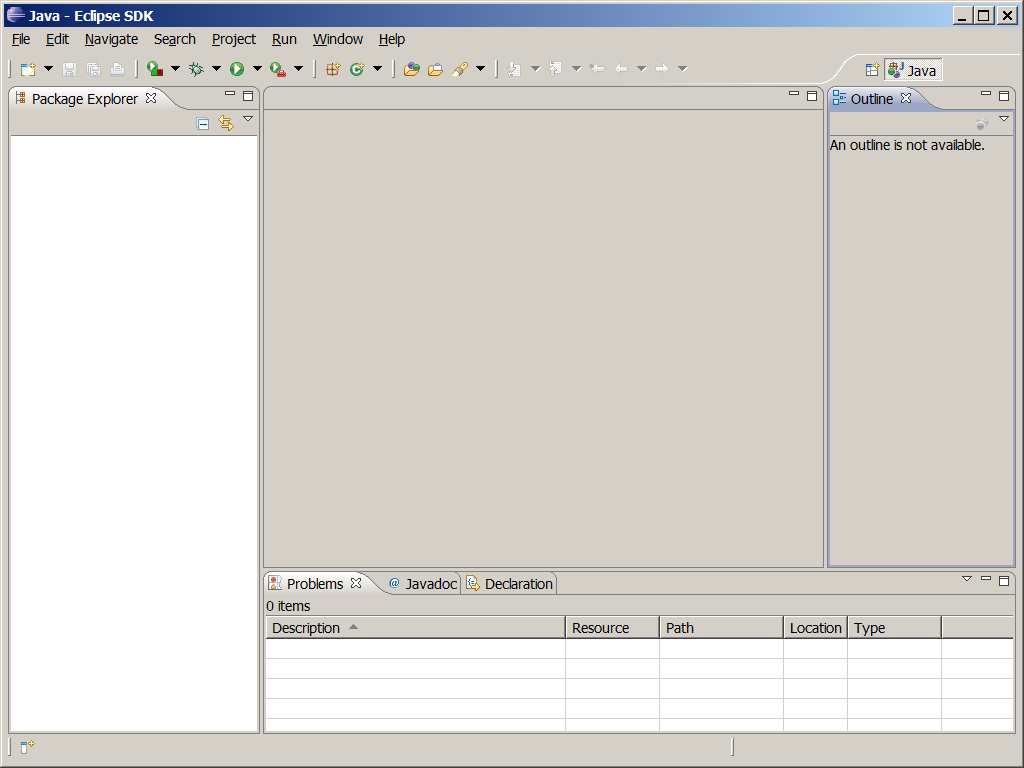 Java - Eclipse SDK
File Edit Navigate Search Project Run Window Help
Java
Package Explorer
Outline
An outline is not available.
Problems @ Javadoc Declaration
0 items
Description Resource Path Location Type